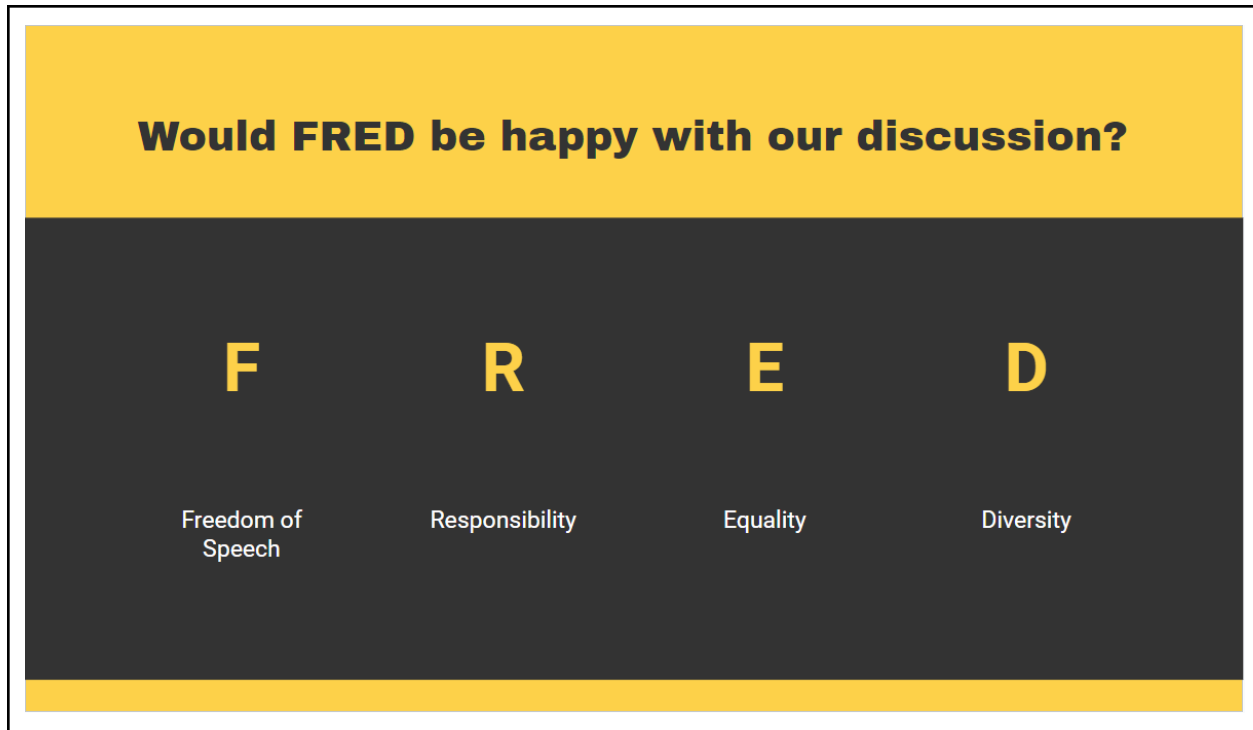 Would FRED be happy with our discussion?
F R E D
Freedom of Speech
Responsibility
Equality
Diversity